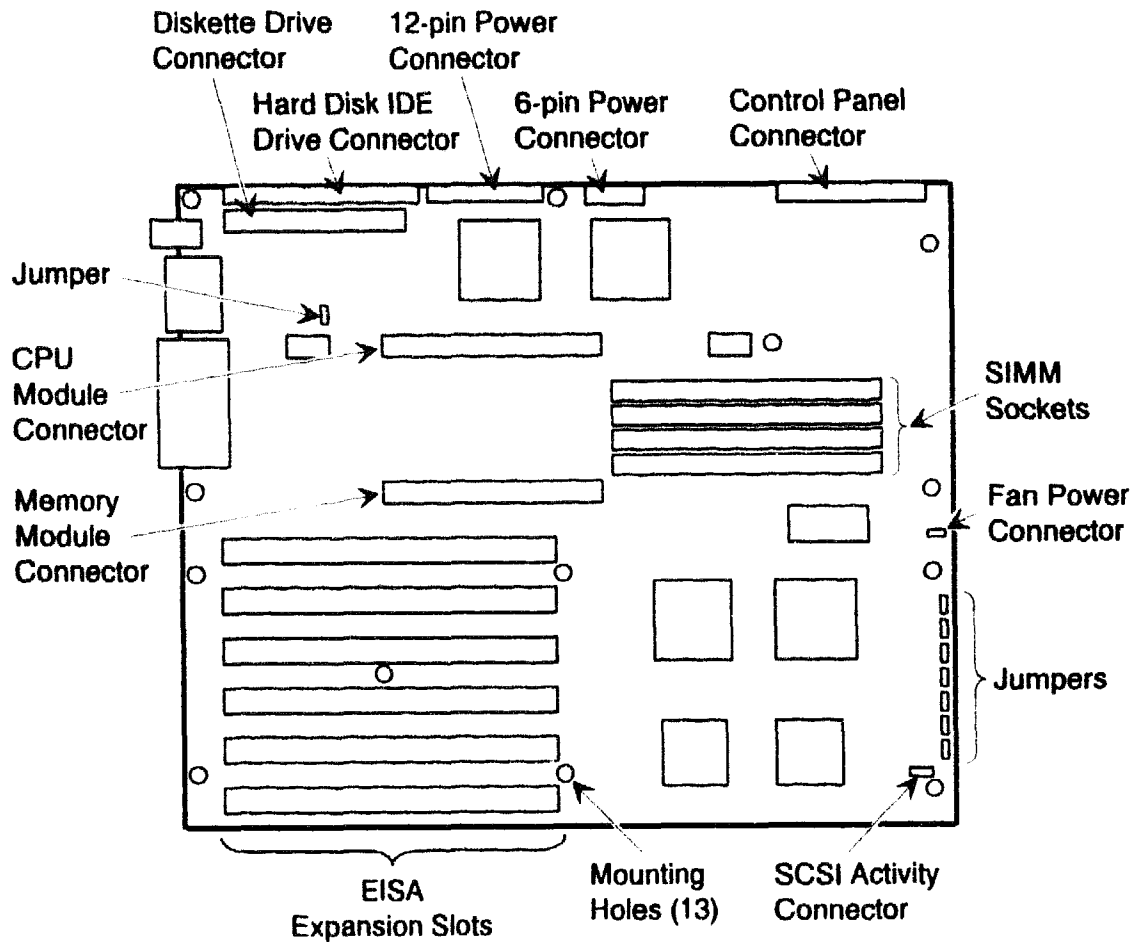 Diskette Drive
Connector
12-pin Power
Connector
Hard Disk IDE
Drive Connector
6-pin Power
Connector
Control Panel
Connector
Jumper
CPU
Module
Connector
SIMM
Sockets
Memory
Module
Connector
Fan Power
Connector
Jumpers
EISA
Expansion Slots
Mounting
Holes (13)
SCSI Activity
Connector